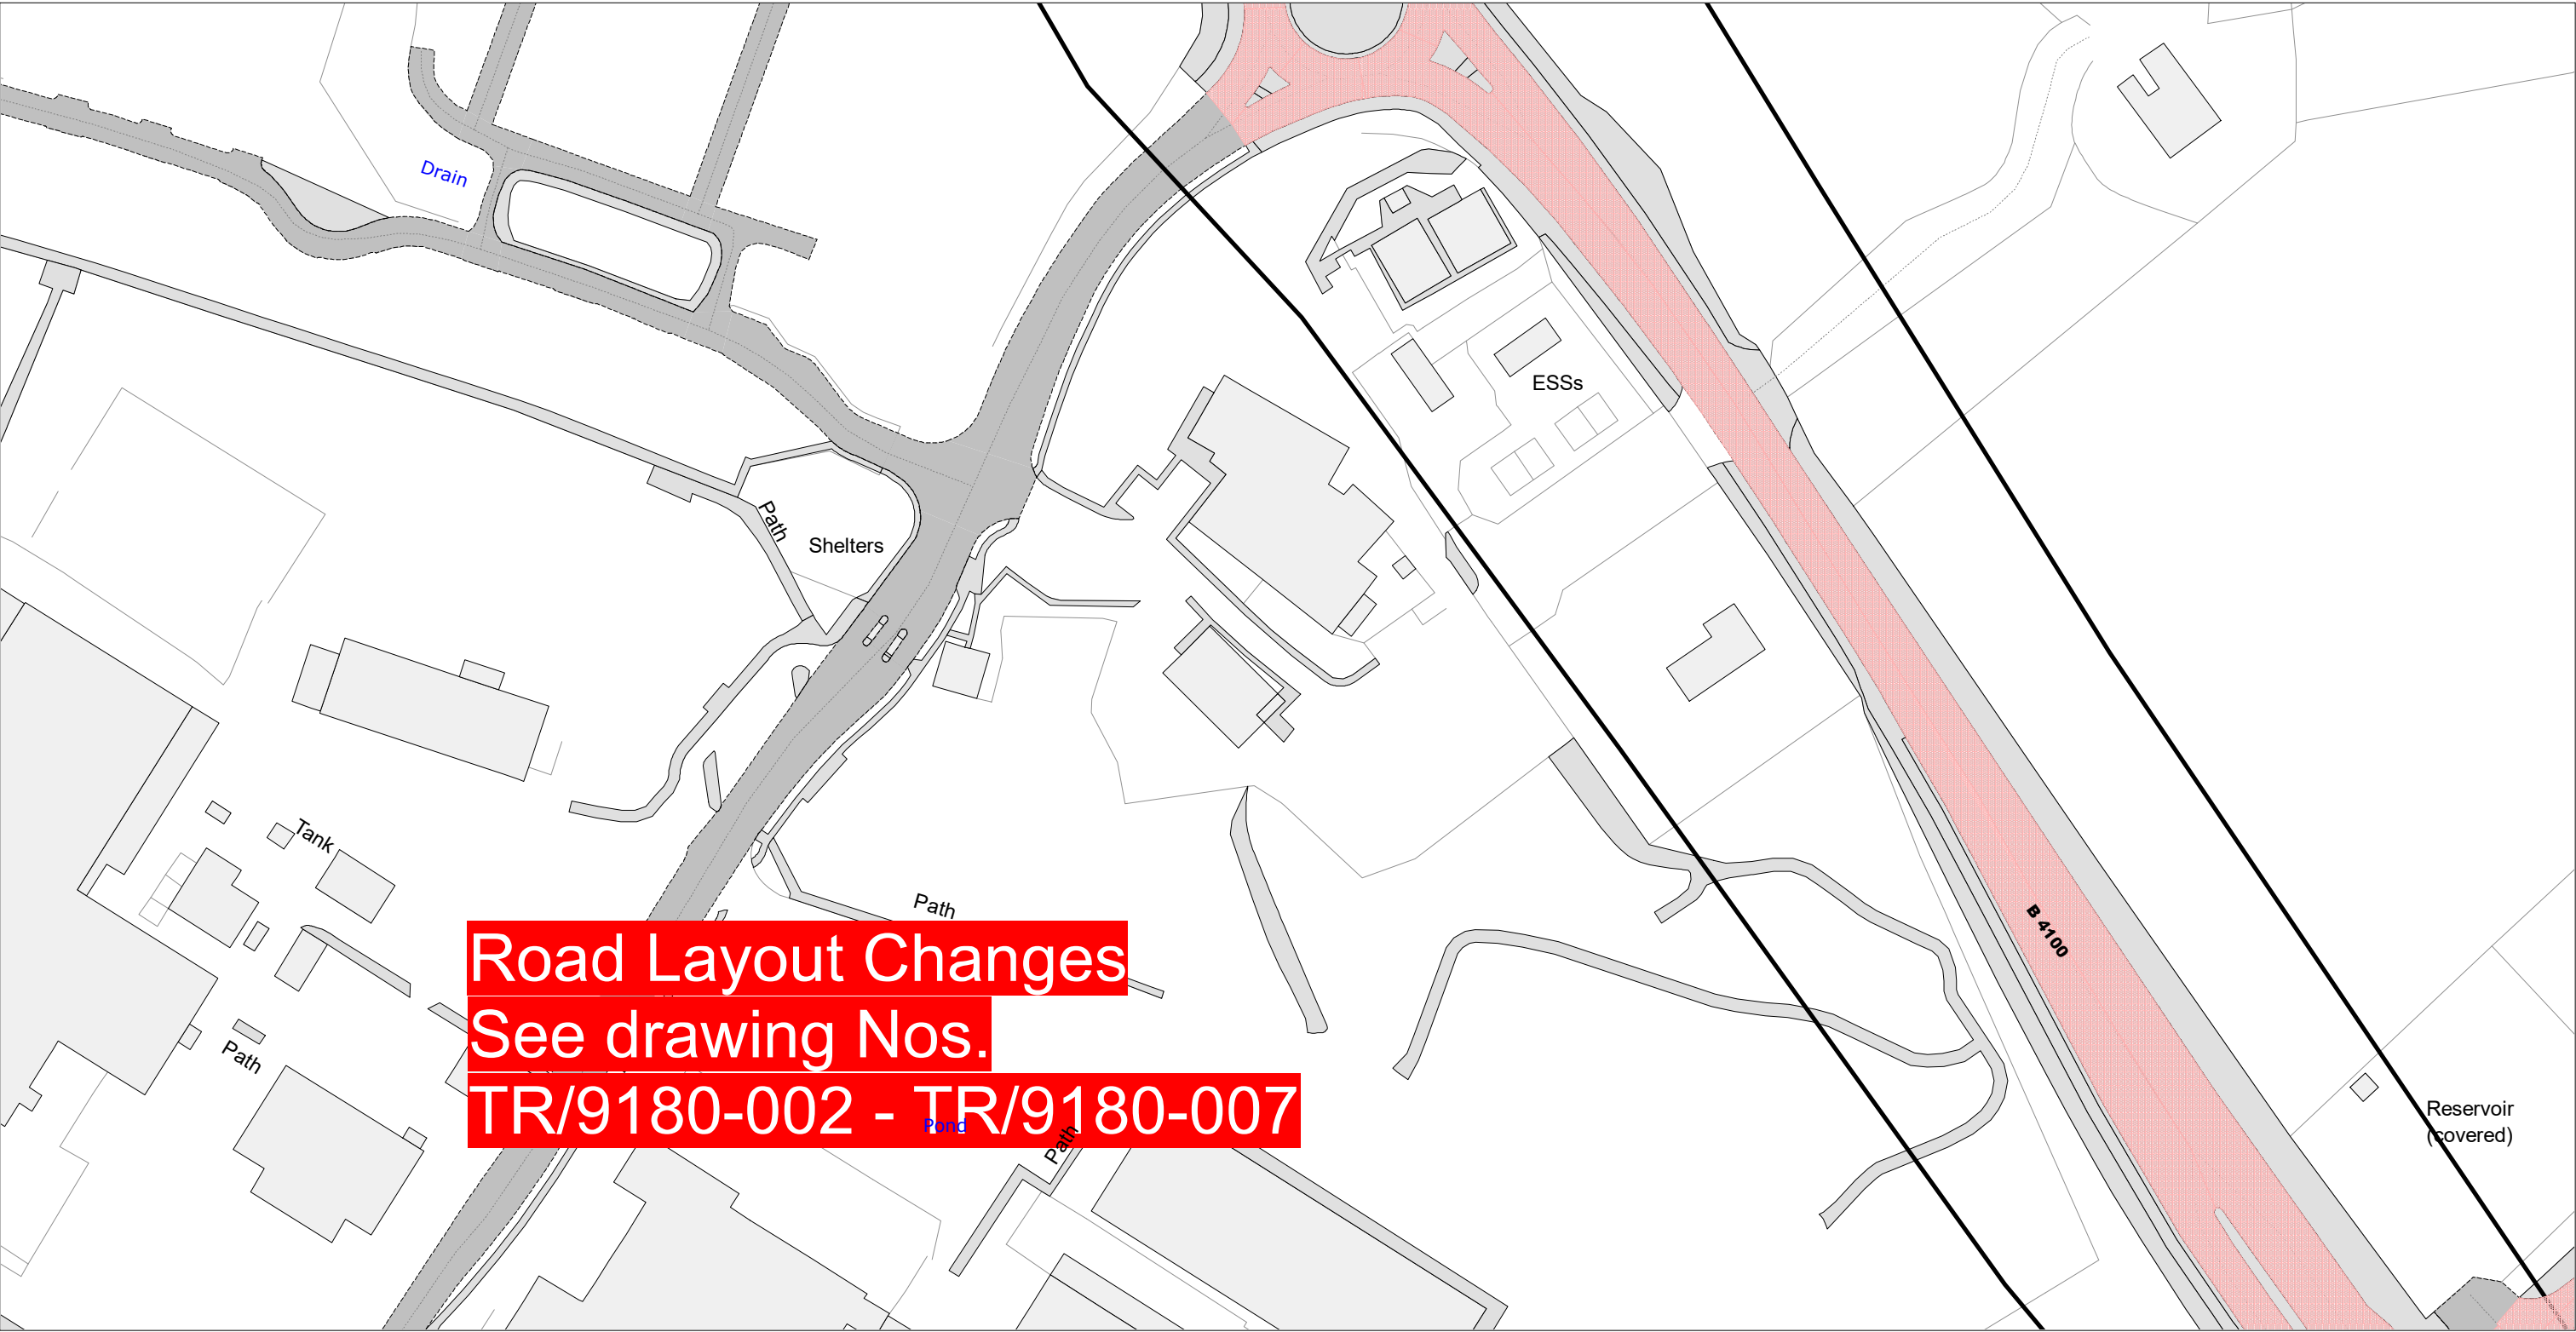 Drain
ESSs
Path
Shelters
Tank
Path
B 4100
Road Layout Changes
See drawing Nos.
TR/9180-002 - TR/9180-007
Path
Pond
Path
Reservoir
(covered)